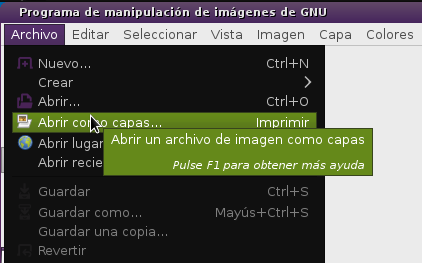 Programa de manipulación de imágenes de GNU
Archivo Editar Seleccionar Vista Imagen Capa Colores
Nuevo... Ctrl+N
Crear
Abrir... Ctrl+O
Abrir como capas... Imprimir
Abrir un archivo de imagen como capas
Abrir lugar
Pulse F1 para obtener más ayuda
Abrir recie
Guardar Ctrl+S
Guardar como... Mayús+Ctrl+S
Guardar una copia...
Revertir